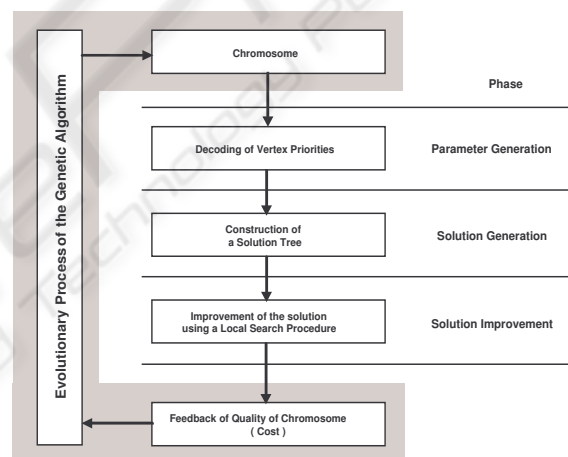 Chromosome
Phase
Decoding of Vertex Priorities
Parameter Generation
Construction of
a Solution Tree
Solution Generation
Improvement of the solution
using a Local Search Procedure
Solution Improvement
Feedback of Quality of Chromosome
( Cost )
Evolutionary Process of the Genetic Algorithm